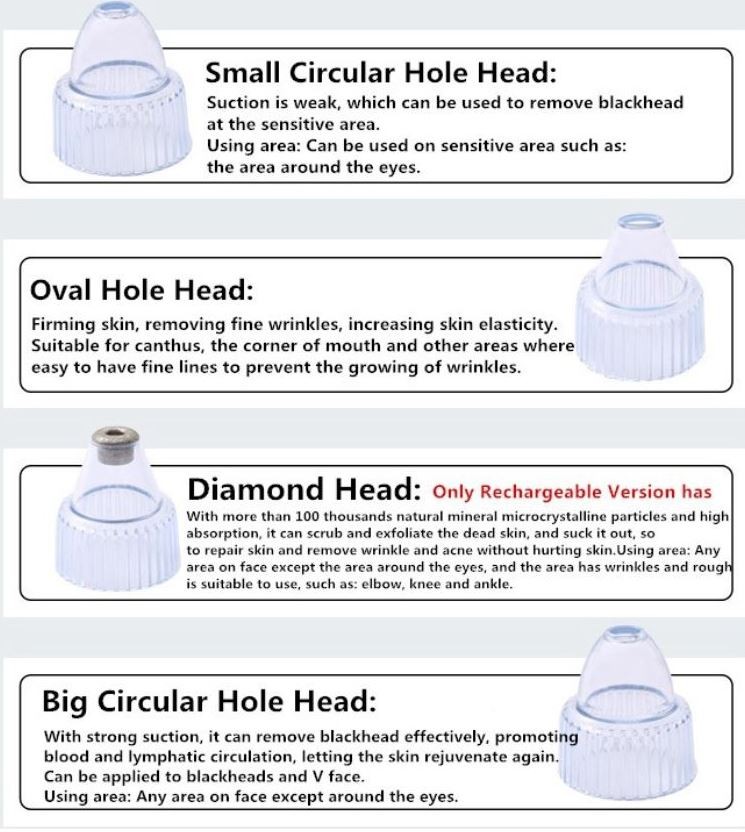 Small Circular Hole Head:
Suction is weak, which can be used to remove blackhead
at the sensitive area.
Using area: Can be used on sensitive area such as:
the area around the eyes.
Oval Hole Head:
Firming skin, removing fine wrinkles, increasing skin elasticity.
Suitable for canthus, the corner of mouth and other areas where
easy to have fine lines to prevent the growing of wrinkles.
Diamond Head: Only Rechargeable Version has
With more than 100 thousands natural mineral microcrystalline particles and high
absorption, it can scrub and exfoliate the dead skin, and suck it out, so
to repair skin and remove wrinkle and acne without hurting skin.Using area: Any
area on face except the area around the eyes, and the area has wrinkles and rough
is suitable to use, such as: elbow, knee and ankle.
Big Circular Hole Head:
With strong suction, it can remove blackhead effectively, promoting
blood and lymphatic circulation, letting the skin rejuvenate again.
Can be applied to blackheads and V face.
Using area: Any area on face except around the eyes.